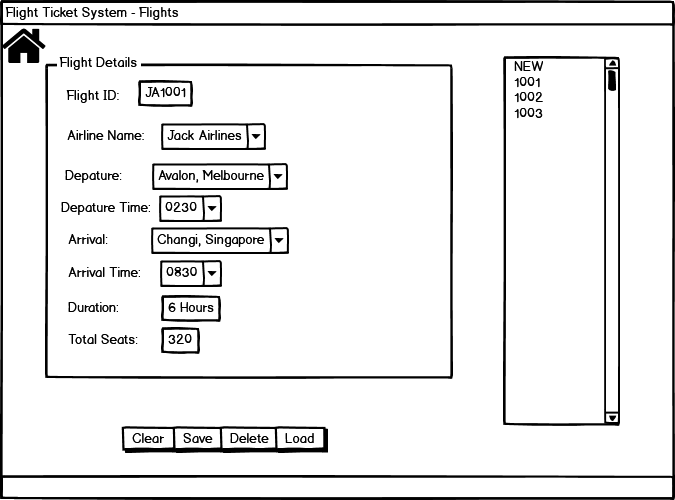 Flight Ticket System - Flights
Flight Details
Flight ID: JA1001
Airline Name: Jack Airlines
Depature: Avalon, Melbourne
Depature Time: 0230
Arrival: Changi, Singapore
Arrival Time: 0830
Duration: 6 Hours
Total Seats: 320
NEW
1001
1002
1003
Clear Save Delete Load